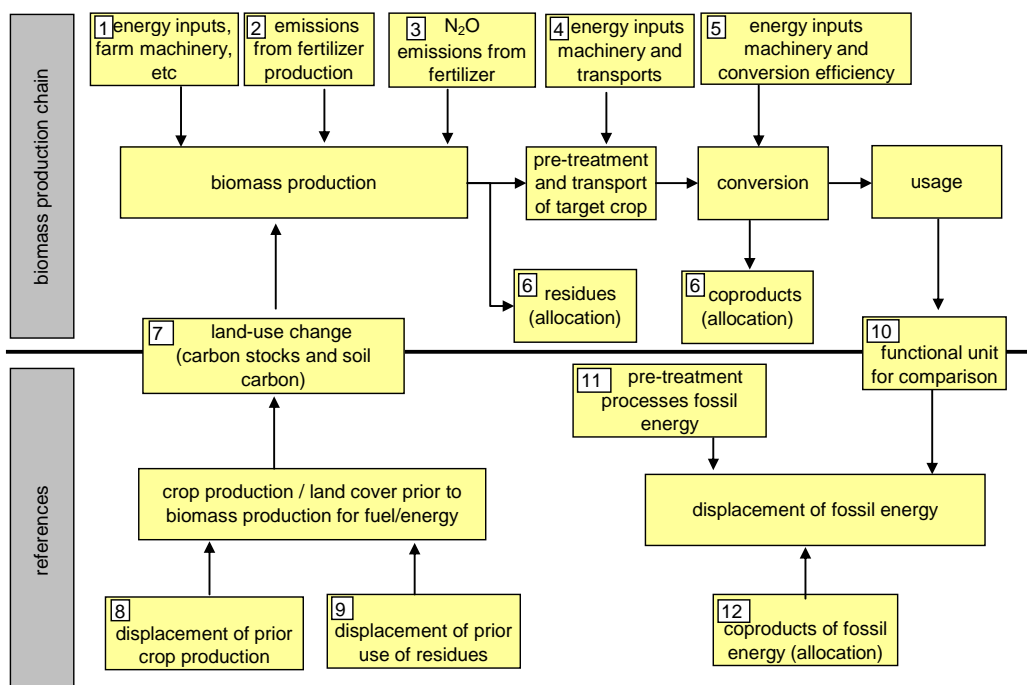 biomass production chain
1 energy inputs,
farm machinery,
etc
2 emissions
from fertilizer
production
3 N₂O
emissions from
fertilizer
4 energy inputs
machinery and
transports
5 energy inputs
machinery and
conversion efficiency
biomass production
pre-treatment
and transport
of target crop
conversion
usage
6 residues
(allocation)
6 coproducts
(allocation)
7 land-use change
(carbon stocks and soil
carbon)
10
functional unit
for comparison
references
11 pre-treatment
processes fossil
energy
crop production / land cover prior to
biomass production for fuel/energy
displacement of fossil energy
8
displacement of prior
crop production
9
displacement of prior
use of residues
12
coproducts of fossil
energy (allocation)